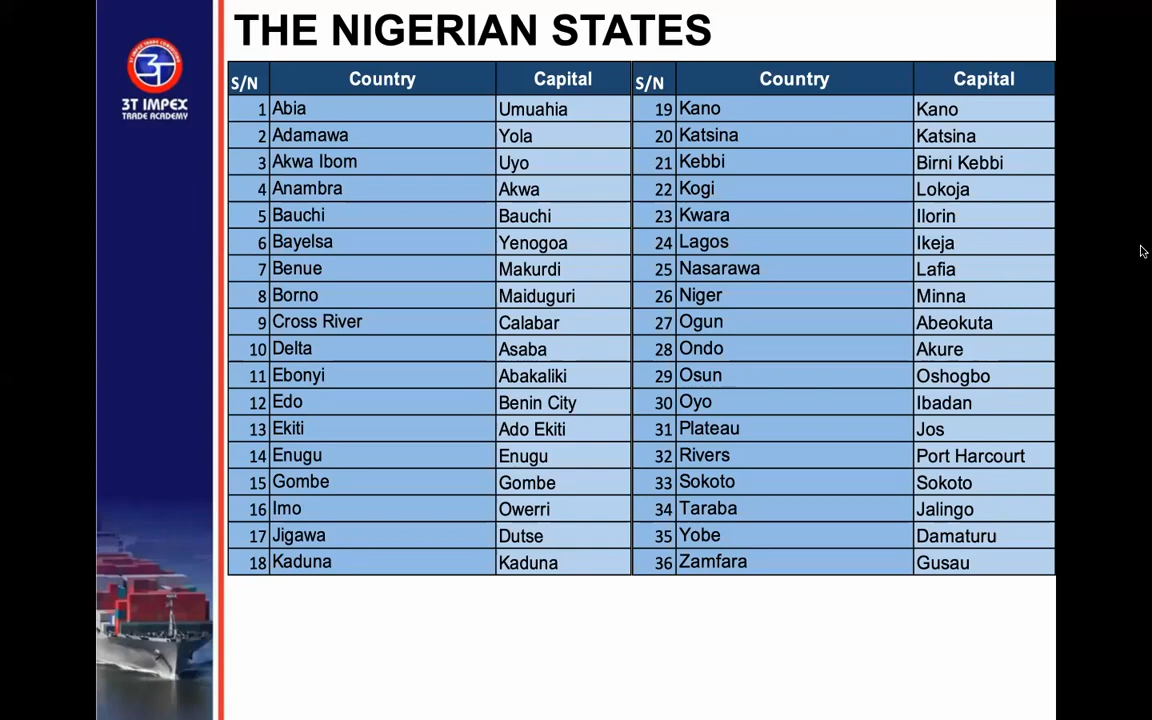 THE NIGERIAN STATES
3T IMPEX TRADE CONSULTING
3T
3T IMPEX
TRADE ACADEMY
S/N Country Capital S/N Country Capital
1 Abia Umuahia 19 Kano Kano
2 Adamawa Yola 20 Katsina Katsina
3 Akwa Ibom Uyo 21 Kebbi Birni Kebbi
4 Anambra Akwa 22 Kogi Lokoja
5 Bauchi Bauchi 23 Kwara Ilorin
6 Bayelsa Yenogoa 24 Lagos Ikeja
7 Benue Makurdi 25 Nasarawa Lafia
8 Borno Maiduguri 26 Niger Minna
9 Cross River Calabar 27 Ogun Abeokuta
10 Delta Asaba 28 Ondo Akure
11 Ebonyi Abakaliki 29 Osun Oshogbo
12 Edo Benin City 30 Oyo Ibadan
13 Ekiti Ado Ekiti 31 Plateau Jos
14 Enugu Enugu 32 Rivers Port Harcourt
15 Gombe Gombe 33 Sokoto Sokoto
16 Imo Owerri 34 Taraba Jalingo
17 Jigawa Dutse 35 Yobe Damaturu
18 Kaduna Kaduna 36 Zamfara Gusau